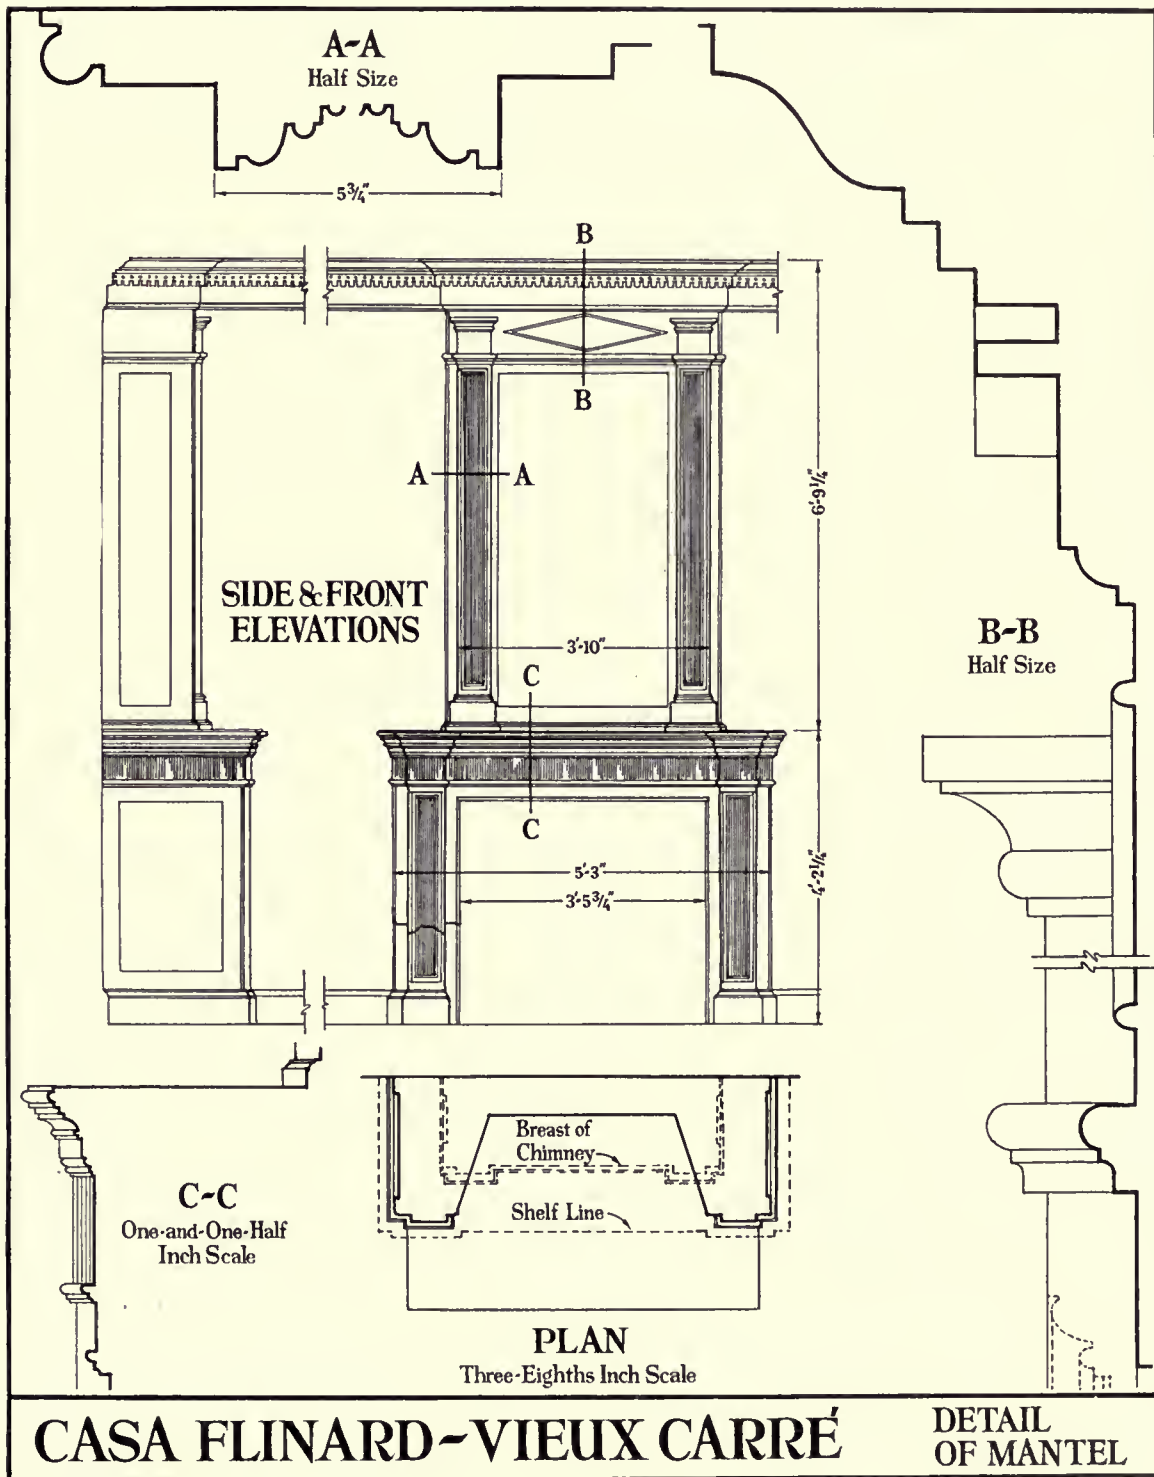 A~A
Half Size
5¾"
B
B
A
A
6'-9¼"
SIDE & FRONT
ELEVATIONS
3'-10"
C
C
B~B
Half Size
5'-3"
3'-5¾"
4'-2¼"
Breast of
Chimney
Shelf Line
C~C
One-and-One-Half
Inch Scale
PLAN
Three-Eighths Inch Scale
CASA FLINARD~VIEUX CARRÉ
DETAIL
OF MANTEL